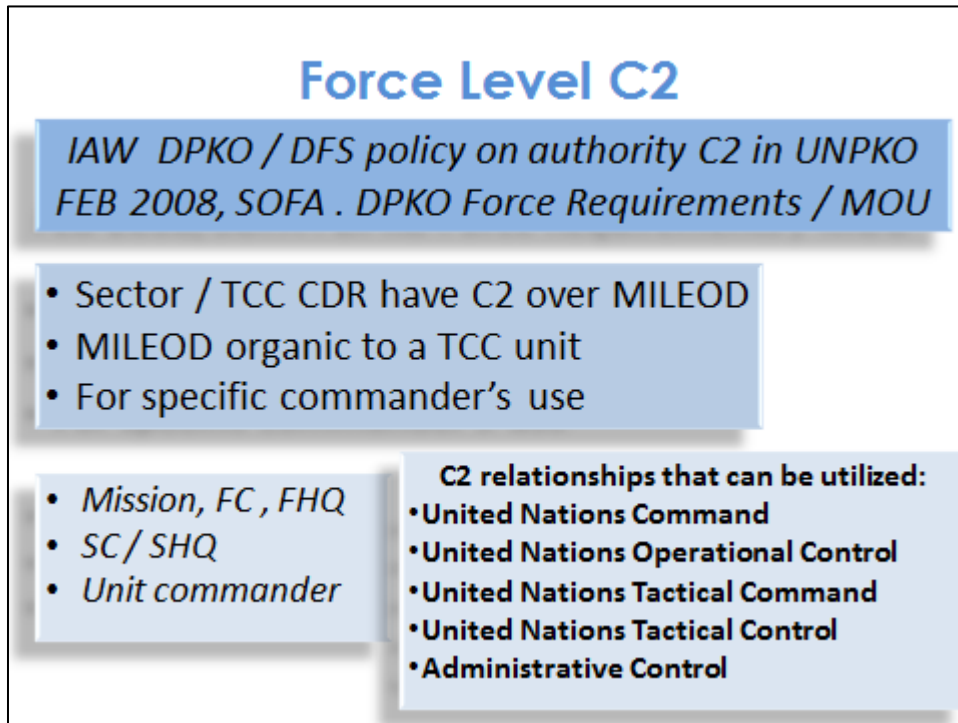 Force Level C2
IAW DPKO / DFS policy on authority C2 in UNPKO
FEB 2008, SOFA . DPKO Force Requirements / MOU
• Sector / TCC CDR have C2 over MILEOD
• MILEOD organic to a TCC unit
• For specific commander's use
• Mission, FC , FHQ
• SC / SHQ
• Unit commander
C2 relationships that can be utilized:
•United Nations Command
•United Nations Operational Control
•United Nations Tactical Command
•United Nations Tactical Control
•Administrative Control